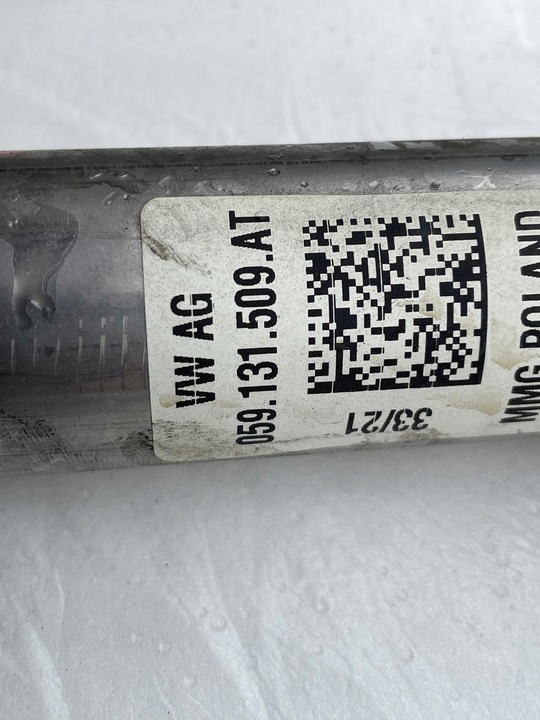 VW AG
059.131.509.AT
33/21
MMG POLAND